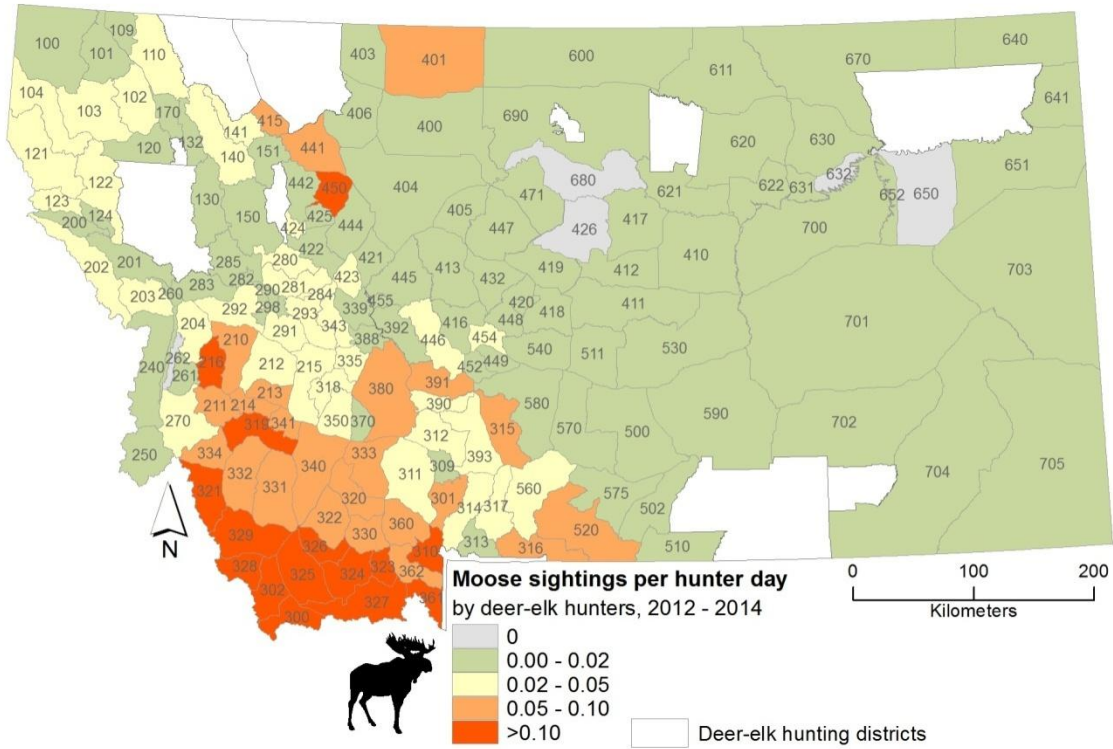 100 109 110 403 401 600 611 670 640
101
104 103 102 170 141 415 406 400 690 620 630 641
121 120 132 140 151 441
122 442 450 404 471 680 621 622 631 632 652 650 651
123 124 130 150 425 405 426 417 700
200 424 422 444 447 410
202 201 285 280 421 413 432 419 412 703
203 260 283 282 290 281 284 423 445 455 420 411
204 292 298 293 339 392 416 448 418 701
291 343 388 446 454 540 511 530
240 262 216 210 212 215 335 452 449
261 318 380 391
211 214 213 390 580 590
270 319 341 350 370 312 315 570 500 702
250 334 333 393
332 331 340 311 309 560 704 705
321 320 301 314 317 575 502
322 360 520
329 326 330 310 313 316 510
328 325 324 323 362
302 327 361
300
N
Moose sightings per hunter day
by deer-elk hunters, 2012 - 2014
0
0.00 - 0.02
0.02 - 0.05
0.05 - 0.10
>0.10
Deer-elk hunting districts
0 100 200
Kilometers